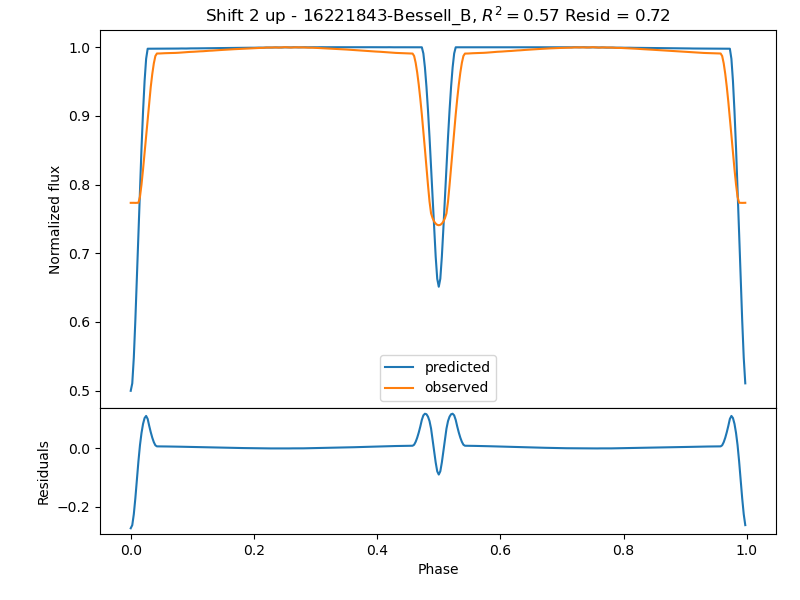 Shift 2 up - 16221843-Bessell_B, $R^2 = 0.57$ Resid = 0.72
1.0
0.9
0.8
0.7
0.6
0.5
Normalized flux
predicted
observed
0.0
−0.2
Residuals
0.0 0.2 0.4 0.6 0.8 1.0
Phase